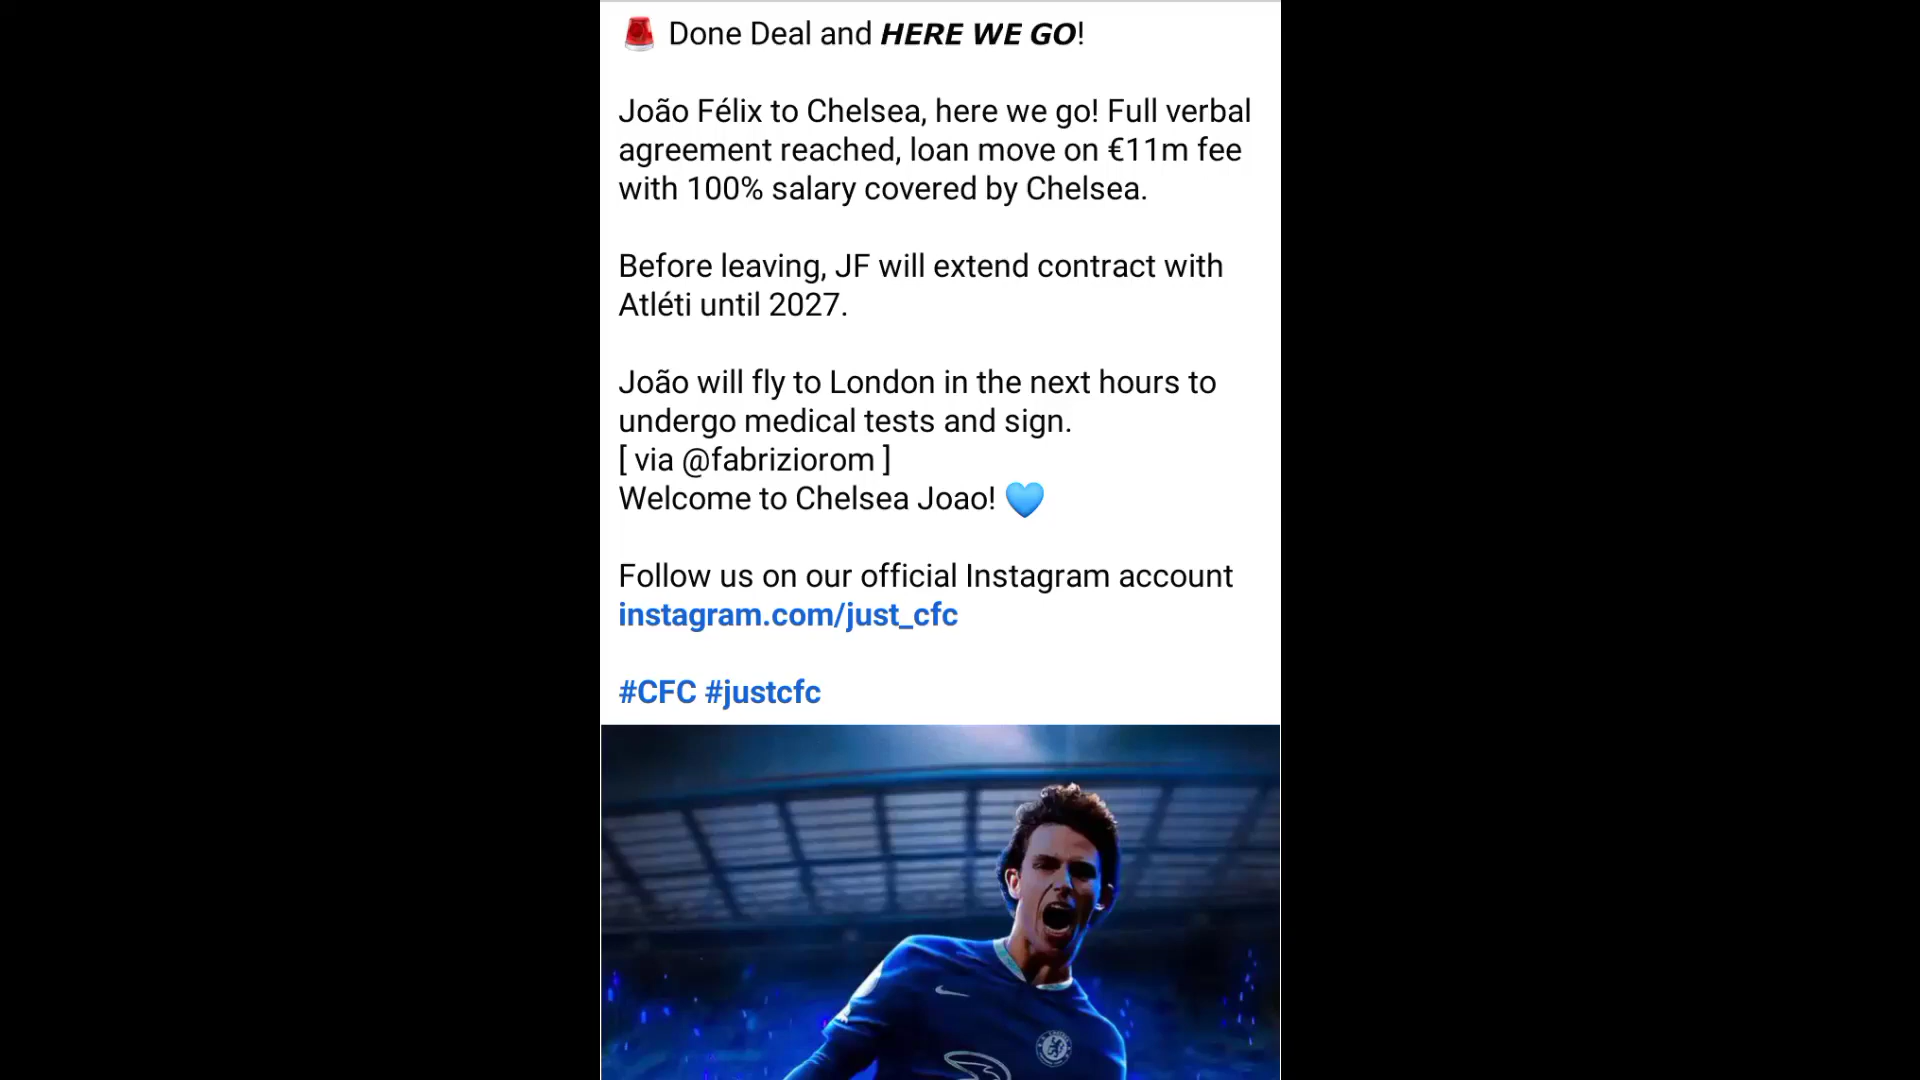 🚨 Done Deal and HERE WE GO!
João Félix to Chelsea, here we go! Full verbal
agreement reached, loan move on €11m fee
with 100% salary covered by Chelsea.
Before leaving, JF will extend contract with
Atléti until 2027.
João will fly to London in the next hours to
undergo medical tests and sign.
[ via @fabriziorom ]
Welcome to Chelsea Joao! 🩵
Follow us on our official Instagram account
instagram.com/just_cfc
#CFC #justcfc